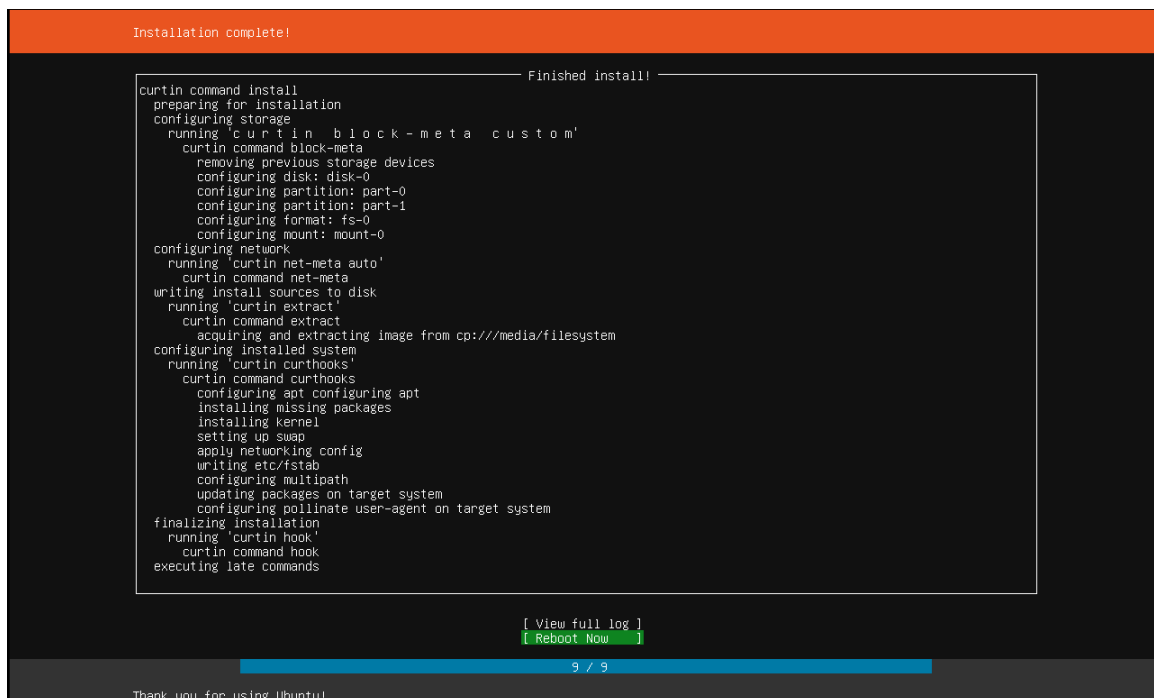 Installation complete!
Finished install!
curtin command install
preparing for installation
configuring storage
running 'c u r t i n   b l o c k - m e t a   c u s t o m'
curtin command block-meta
removing previous storage devices
configuring disk: disk-0
configuring partition: part-0
configuring partition: part-1
configuring format: fs-0
configuring mount: mount-0
configuring network
running 'curtin net-meta auto'
curtin command net-meta
writing install sources to disk
running 'curtin extract'
curtin command extract
acquiring and extracting image from cp:///media/filesystem
configuring installed system
running 'curtin curthooks'
curtin command curthooks
configuring apt configuring apt
installing missing packages
installing kernel
setting up swap
apply networking config
writing etc/fstab
configuring multipath
updating packages on target system
configuring pollinate user-agent on target system
finalizing installation
running 'curtin hook'
curtin command hook
executing late commands
[ View full log ]
[ Reboot Now ]
9 / 9
Thank you for using Ubuntu!